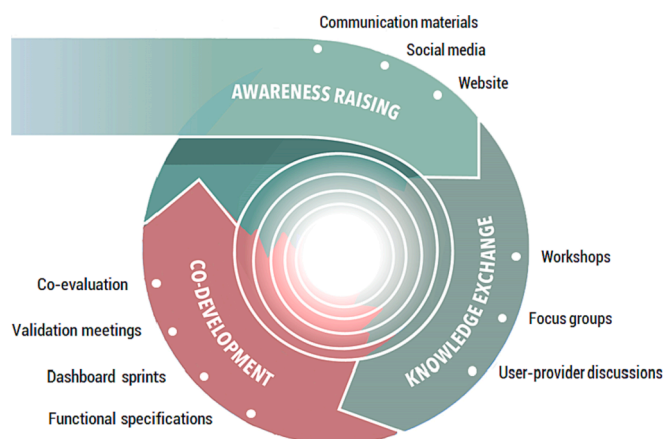 Communication materials
Social media
Website
AWARENESS RAISING
KNOWLEDGE EXCHANGE
Workshops
Focus groups
User-provider discussions
CO-DEVELOPMENT
Co-evaluation
Validation meetings
Dashboard sprints
Functional specifications